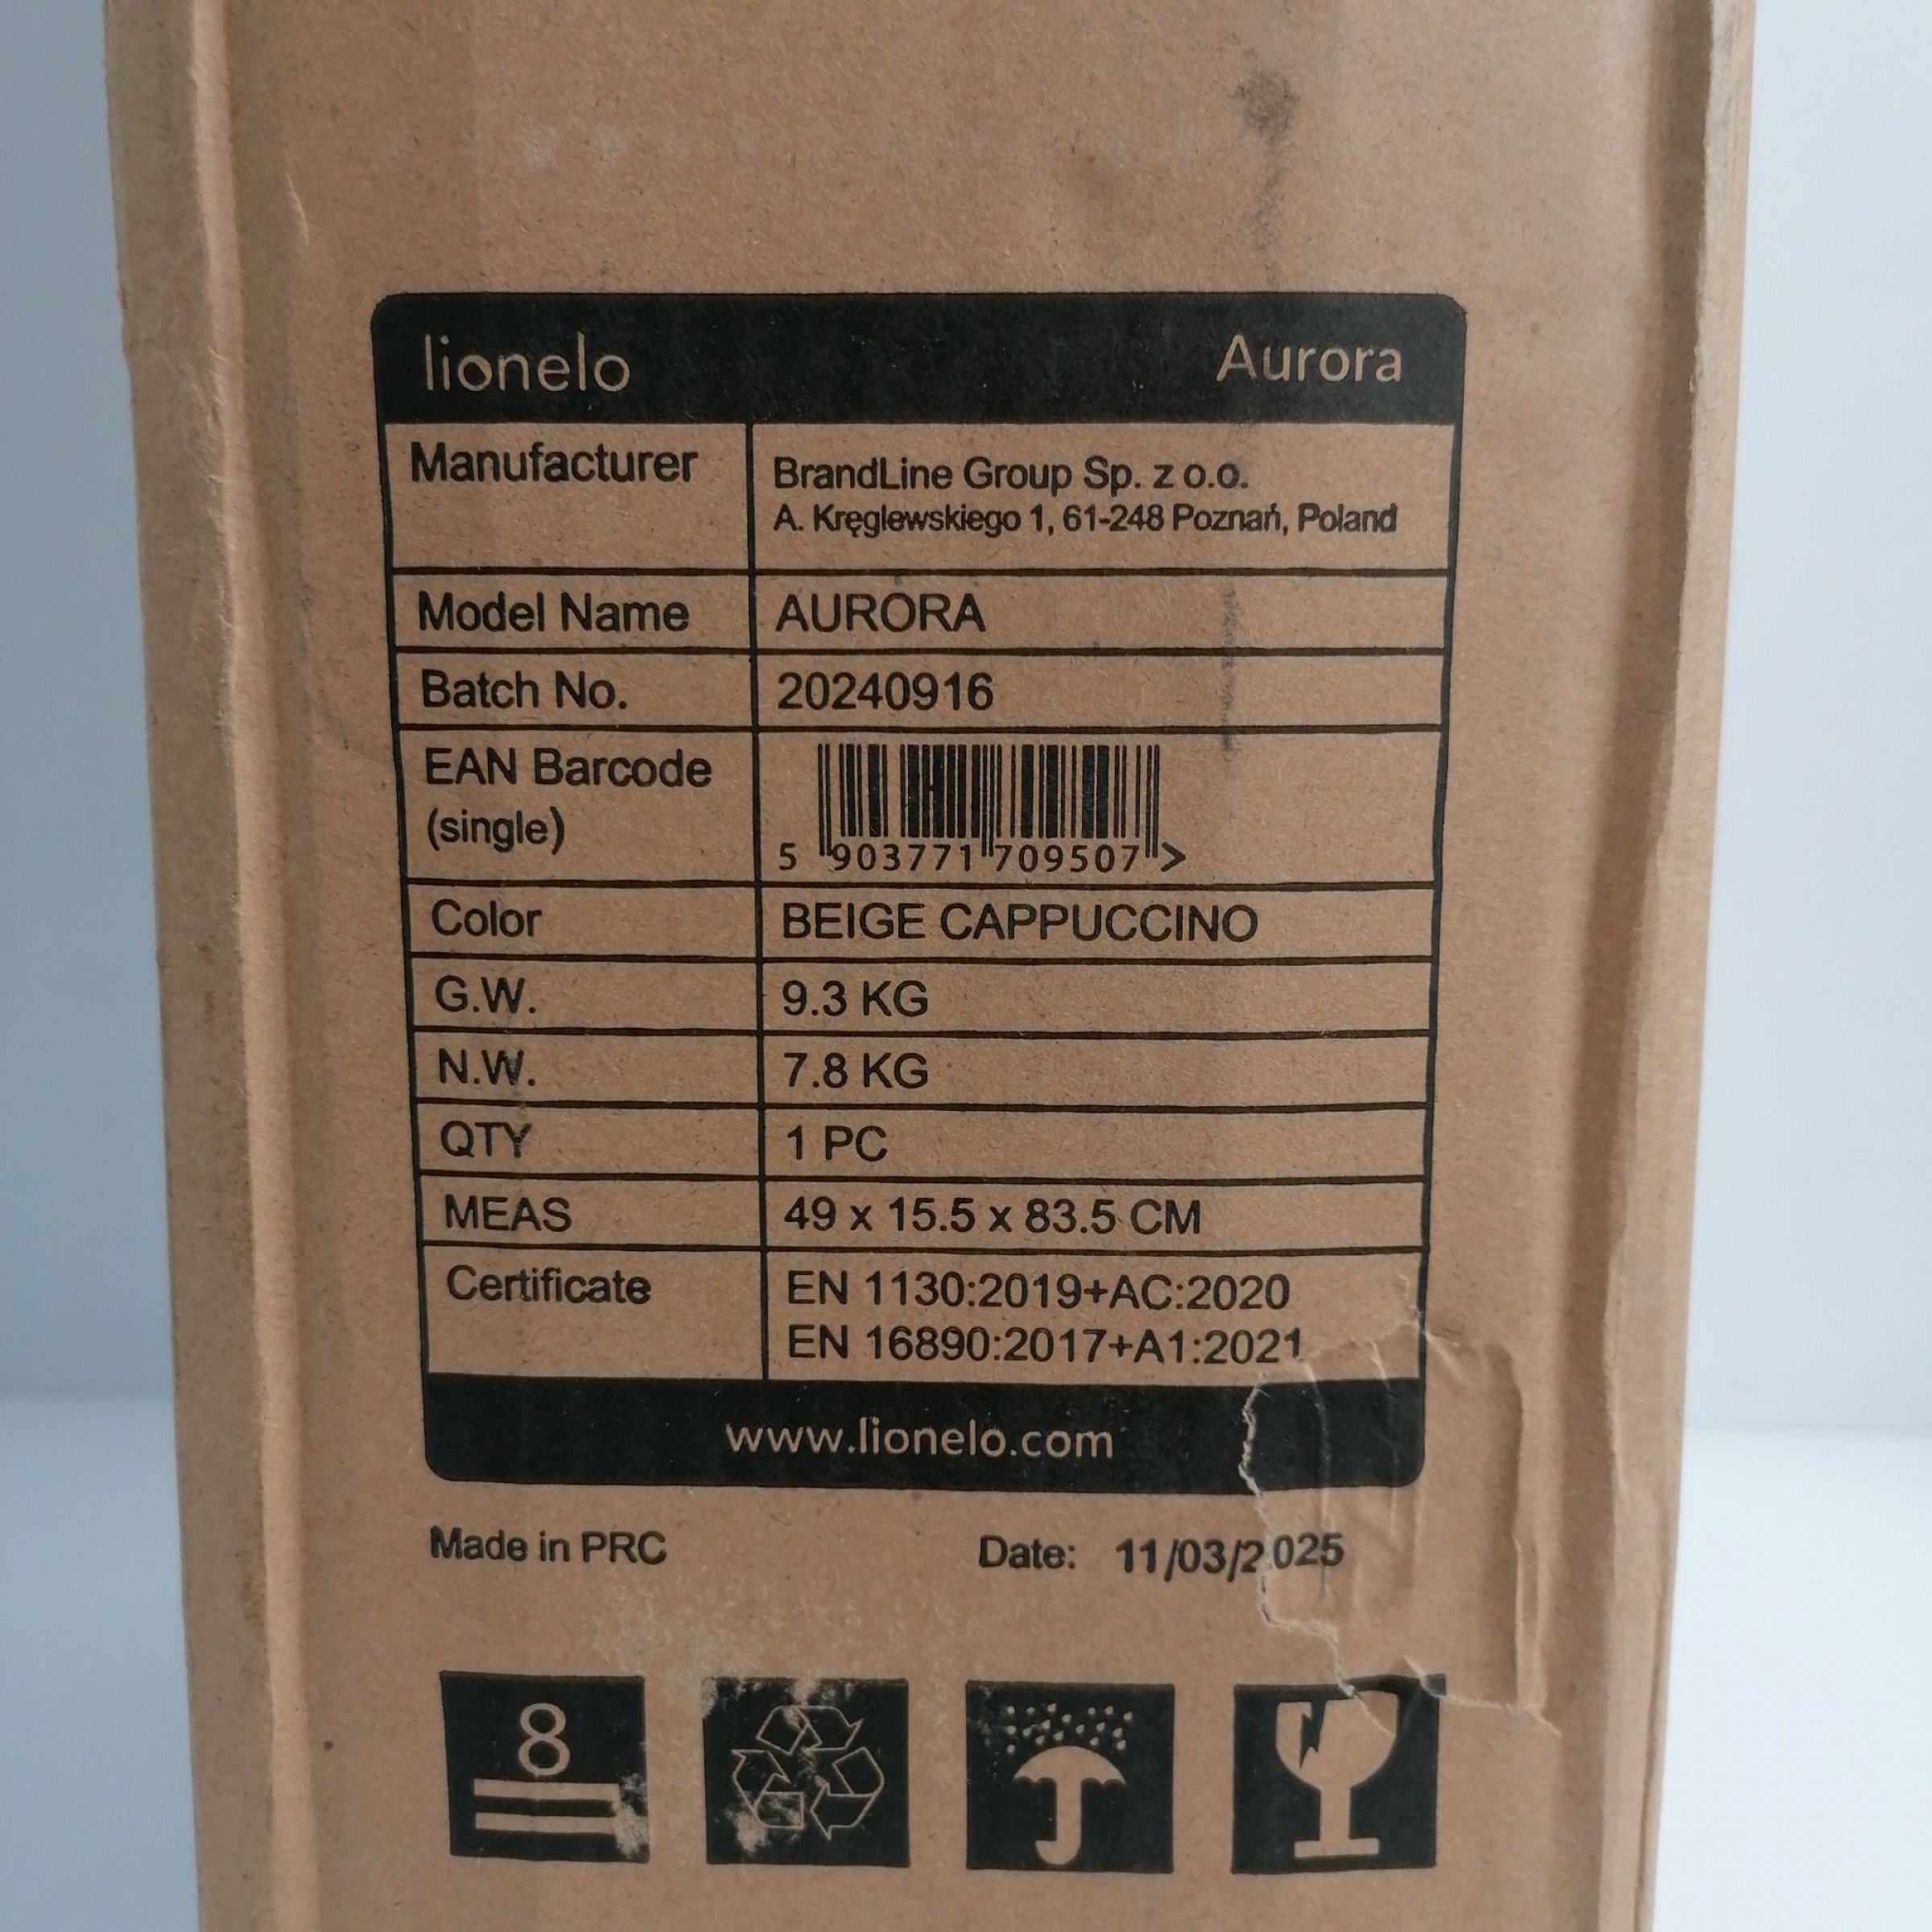 lionelo Aurora
Manufacturer BrandLine Group Sp. z o.o.
A. Kręglewskiego 1, 61-248 Poznań, Poland
Model Name AURORA
Batch No. 20240916
EAN Barcode
(single)
5 903771 709507 >
Color BEIGE CAPPUCCINO
G.W. 9.3 KG
N.W. 7.8 KG
QTY 1 PC
MEAS 49 x 15.5 x 83.5 CM
Certificate EN 1130:2019+AC:2020
EN 16890:2017+A1:2021
www.lionelo.com
Made in PRC Date: 11/03/2025
8